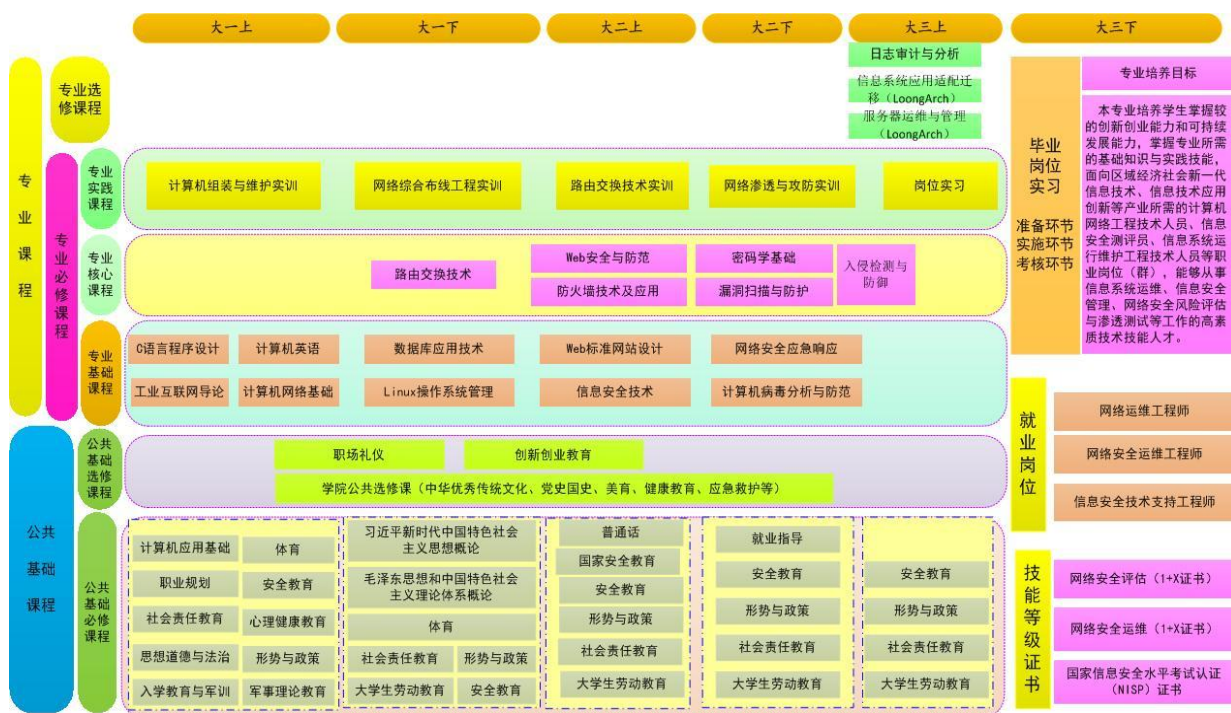 大一上
大一下
大二上
大二下
大三上
大三下
专业课程
专业选
修课程
日志审计与分析
信息系统应用适配迁
移（LoongArch）
服务器运维与管理
（LoongArch）
专业必修课程
专业
实践
课程
计算机组装与维护实训
网络综合布线工程实训
路由交换技术实训
网络渗透与攻防实训
岗位实习
专业
核心
课程
路由交换技术
Web安全与防范
防火墙技术及应用
密码学基础
漏洞扫描与防护
入侵检测与
防御
专业
基础
课程
C语言程序设计
计算机英语
数据库应用技术
Web标准网站设计
网络安全应急响应
工业互联网导论
计算机网络基础
Linux操作系统管理
信息安全技术
计算机病毒分析与防范
公共
基础
课程
公共
基础
选修
课程
职场礼仪
创新创业教育
学院公共选修课（中华优秀传统文化、党史国史、美育、健康教育、应急救护等）
公共
基础
必修
课程
计算机应用基础
体育
职业规划
安全教育
社会责任教育
心理健康教育
思想道德与法治
形势与政策
入学教育与军训
军事理论教育
习近平新时代中国特色社会
主义思想概论
毛泽东思想和中国特色社会
主义理论体系概论
体育
社会责任教育
形势与政策
大学生劳动教育
安全教育
普通话
国家安全教育
安全教育
形势与政策
社会责任教育
大学生劳动教育
就业指导
安全教育
形势与政策
社会责任教育
大学生劳动教育
安全教育
形势与政策
社会责任教育
大学生劳动教育
毕业
岗位
实习
准备环节
实施环节
考核环节
专业培养目标
本专业培养学生掌握较
的创新创业能力和可持续
发展能力，掌握专业所需
的基础知识与实践技能，
面向区域经济社会新一代
信息技术、信息技术应用
创新等产业所需的计算机
网络工程技术人员、信息
安全测评员、信息系统运
行维护工程技术人员等职
业岗位（群），能够从事
信息系统运维、信息安全
管理、网络安全风险评估
与渗透测试等工作的高素
质技术技能人才。
就业岗位
网络运维工程师
网络安全运维工程师
信息安全技术支持工程师
技能等级证书
网络安全评估（1+X证书）
网络安全运维（1+X证书）
国家信息安全水平考试认证
（NISP）证书